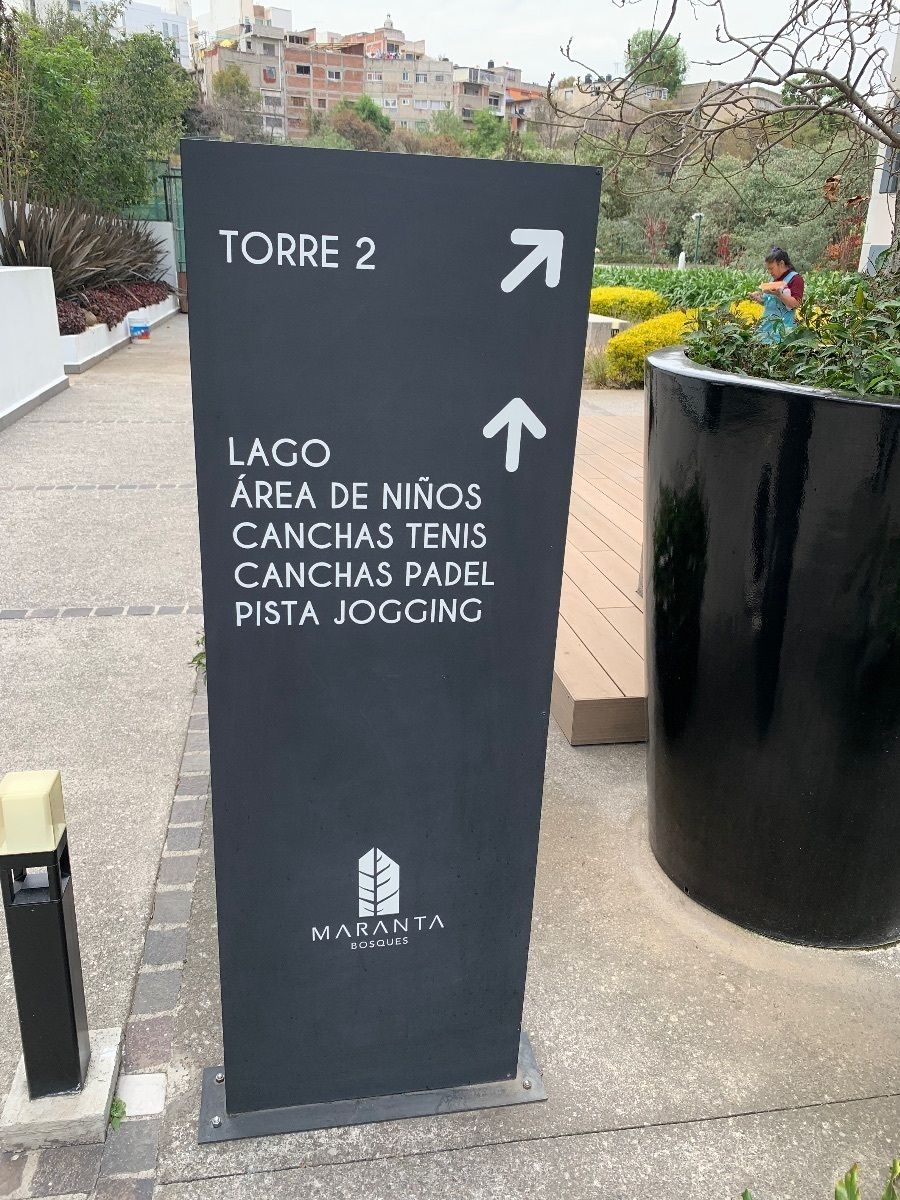 TORRE 2
LAGO
ÁREA DE NIÑOS
CANCHAS TENIS
CANCHAS PADEL
PISTA JOGGING
MARANTA
BOSQUES